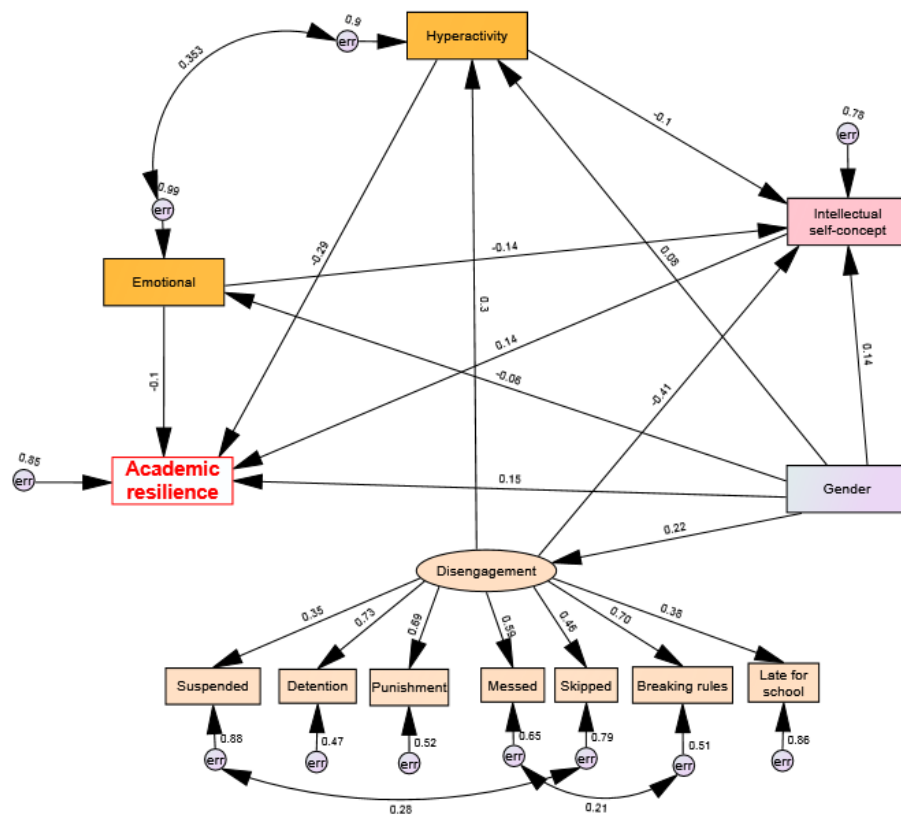 0.9
Hyperactivity
err
0.353
-0.1
0.78
err
0.99
err
Intellectual
self-concept
-0.14
-0.29
0.08
Emotional
0.3
0.14
0.14
-0.41
-0.06
-0.1
0.85
err
Academic
resilience
0.15
Gender
0.22
Disengagement
0.35
0.73
0.69
0.59
0.46
0.70
0.38
Suspended
Detention
Punishment
Messed
Skipped
Breaking rules
Late for
school
0.88
0.47
0.52
0.65
0.79
0.51
0.86
err
err
err
err
err
err
err
0.28
0.21